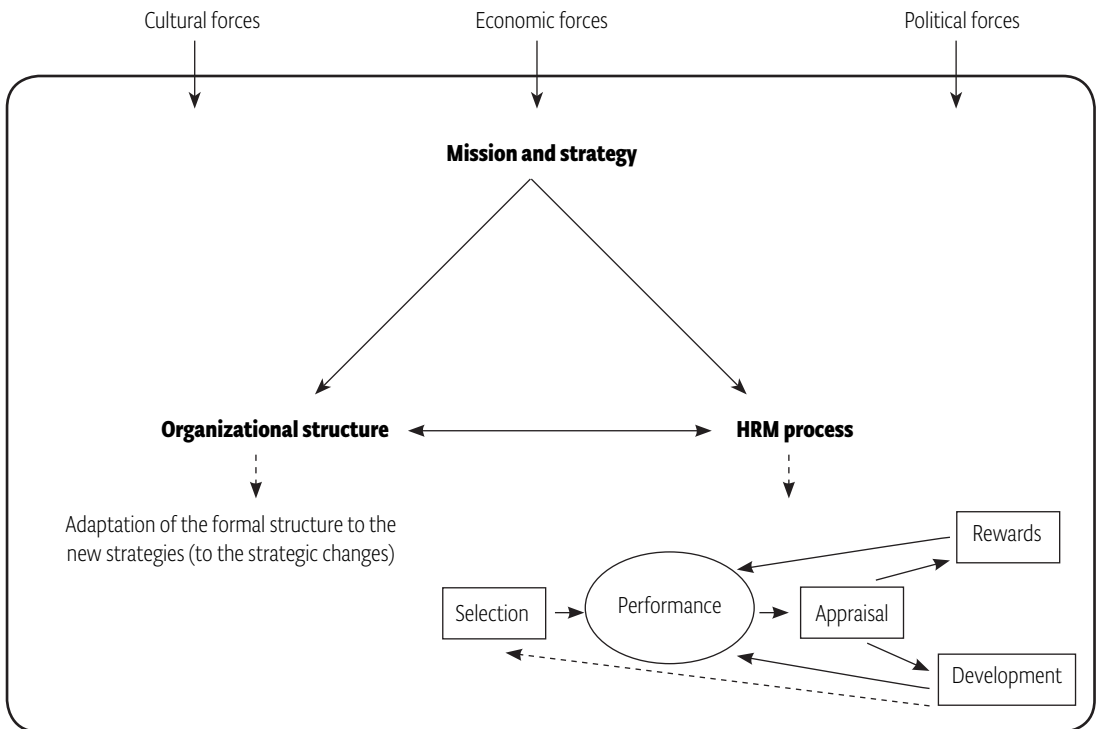 Cultural forces
Economic forces
Political forces
Mission and strategy
Organizational structure
HRM process
Adaptation of the formal structure to the
new strategies (to the strategic changes)
Rewards
Selection
Performance
Appraisal
Development